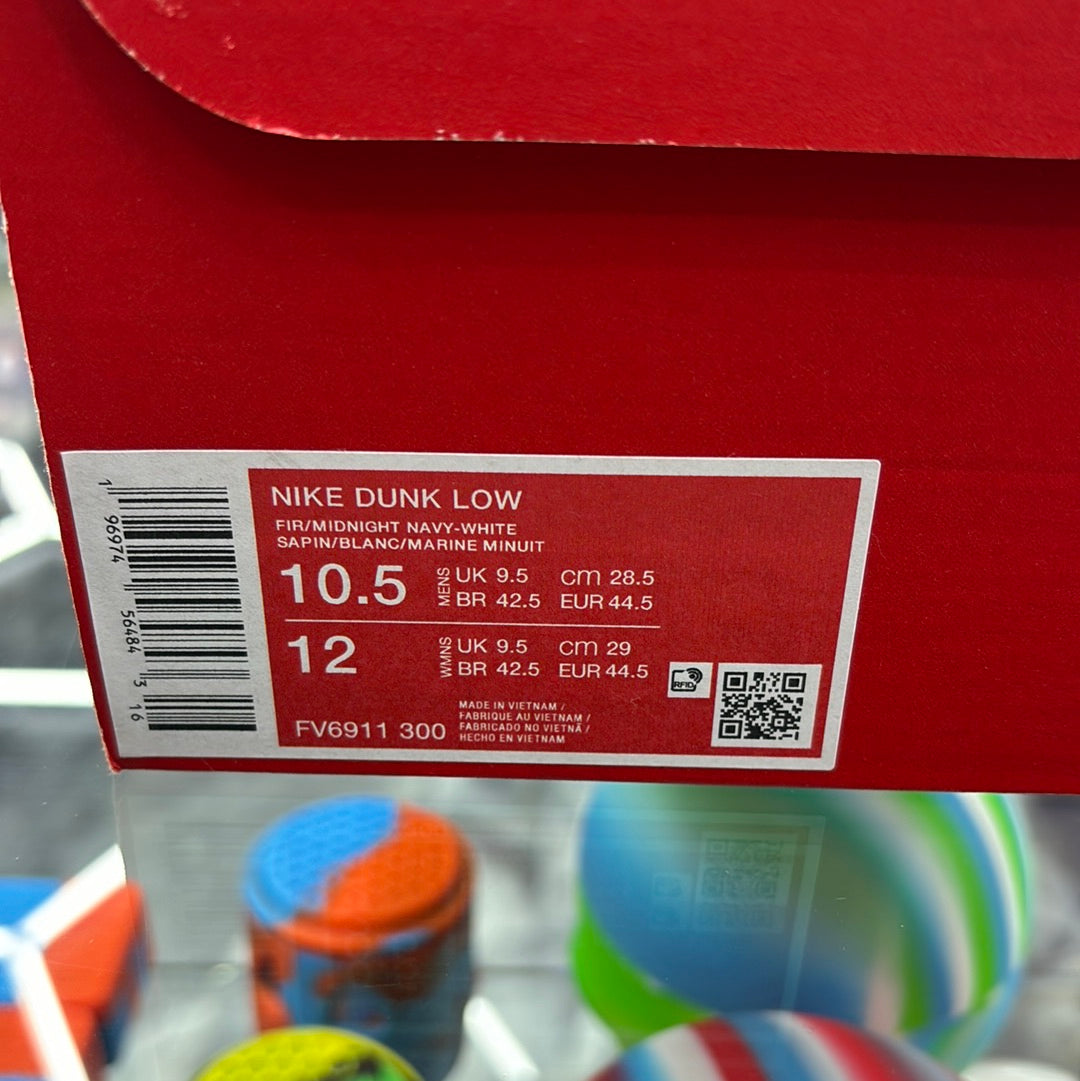 NIKE DUNK LOW
FIR/MIDNIGHT NAVY-WHITE
SAPIN/BLANC/MARINE MINUIT
10.5 MENS UK 9.5 cm 28.5
BR 42.5 EUR 44.5
12 WMNS UK 9.5 cm 29
BR 42.5 EUR 44.5
RFID
FV6911 300
MADE IN VIETNAM /
FABRIQUE AU VIETNAM /
FABRICADO NO VIETNÃ /
HECHO EN VIETNAM
1 96974 56484 3 16